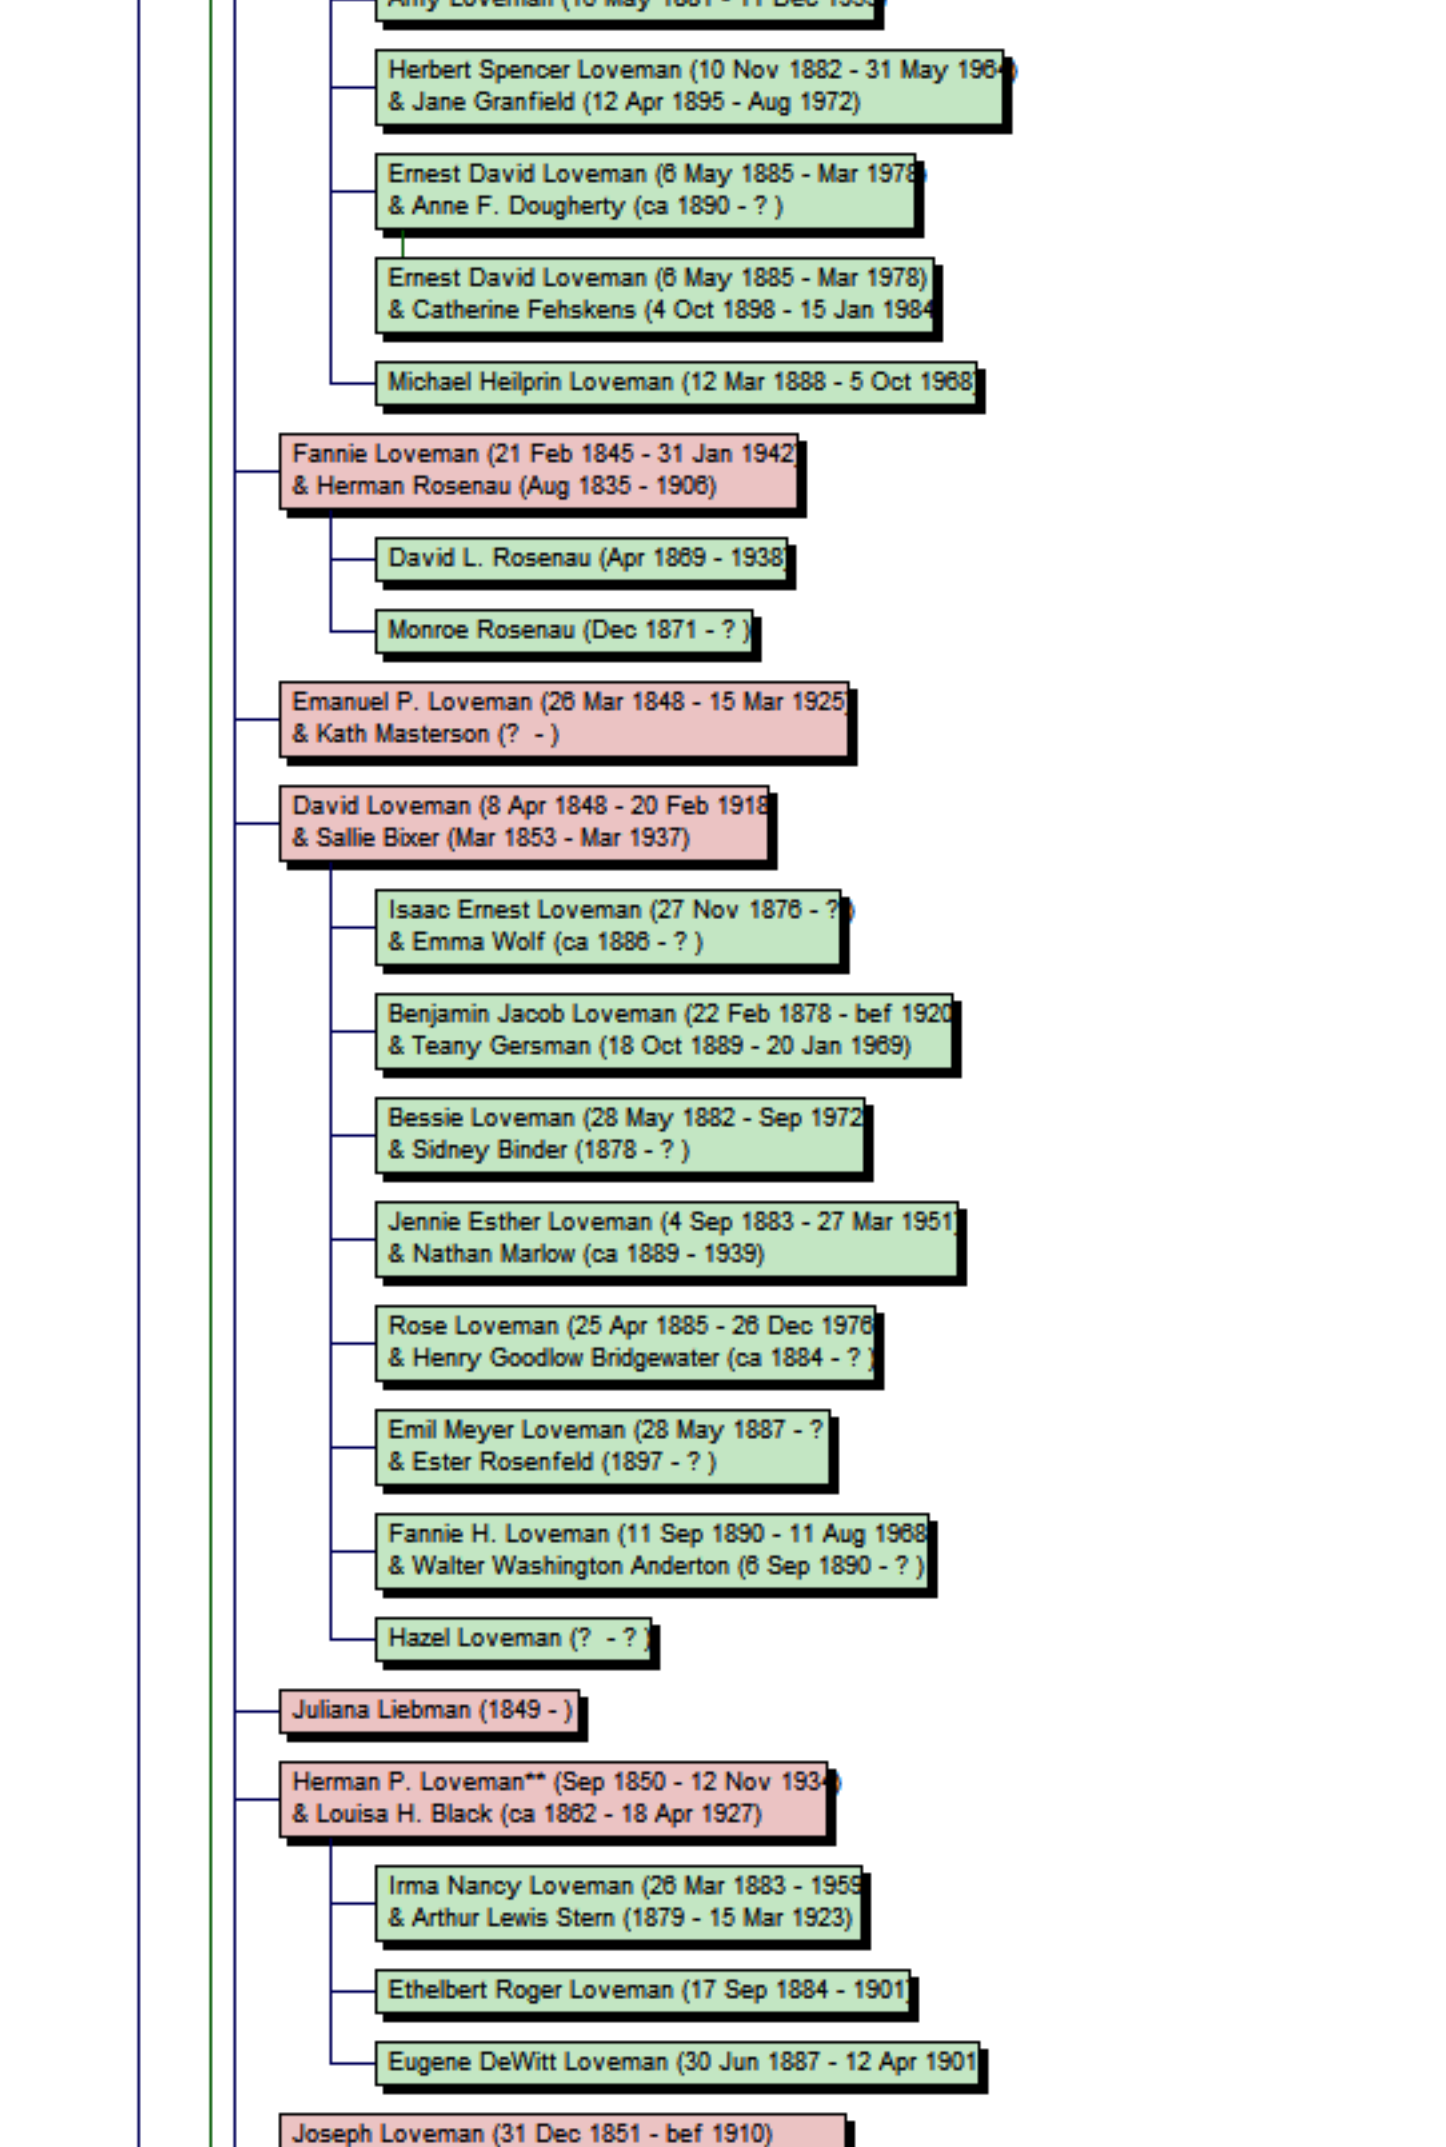 Amy Loveman (16 May 1881 - 11 Dec 1955)
Herbert Spencer Loveman (10 Nov 1882 - 31 May 1964)
& Jane Granfield (12 Apr 1895 - Aug 1972)
Ernest David Loveman (6 May 1885 - Mar 1978)
& Anne F. Dougherty (ca 1890 - ? )
Ernest David Loveman (6 May 1885 - Mar 1978)
& Catherine Fehskens (4 Oct 1898 - 15 Jan 1984
Michael Heilprin Loveman (12 Mar 1888 - 5 Oct 1968)
Fannie Loveman (21 Feb 1845 - 31 Jan 1942)
& Herman Rosenau (Aug 1835 - 1906)
David L. Rosenau (Apr 1869 - 1938)
Monroe Rosenau (Dec 1871 - ? )
Emanuel P. Loveman (26 Mar 1848 - 15 Mar 1925)
& Kath Masterson (?  - )
David Loveman (8 Apr 1848 - 20 Feb 1918
& Sallie Bixer (Mar 1853 - Mar 1937)
Isaac Ernest Loveman (27 Nov 1876 - ? )
& Emma Wolf (ca 1886 - ? )
Benjamin Jacob Loveman (22 Feb 1878 - bef 1920
& Teany Gersman (18 Oct 1889 - 20 Jan 1969)
Bessie Loveman (28 May 1882 - Sep 1972
& Sidney Binder (1878 - ? )
Jennie Esther Loveman (4 Sep 1883 - 27 Mar 1951)
& Nathan Marlow (ca 1889 - 1939)
Rose Loveman (25 Apr 1885 - 26 Dec 1976
& Henry Goodlow Bridgewater (ca 1884 - ? )
Emil Meyer Loveman (28 May 1887 - ?
& Ester Rosenfeld (1897 - ? )
Fannie H. Loveman (11 Sep 1890 - 11 Aug 1968
& Walter Washington Anderton (6 Sep 1890 - ? )
Hazel Loveman (?  - ? )
Juliana Liebman (1849 - )
Herman P. Loveman** (Sep 1850 - 12 Nov 1934)
& Louisa H. Black (ca 1862 - 18 Apr 1927)
Irma Nancy Loveman (26 Mar 1883 - 1959
& Arthur Lewis Stern (1879 - 15 Mar 1923)
Ethelbert Roger Loveman (17 Sep 1884 - 1901)
Eugene DeWitt Loveman (30 Jun 1887 - 12 Apr 1901
Joseph Loveman (31 Dec 1851 - bef 1910)